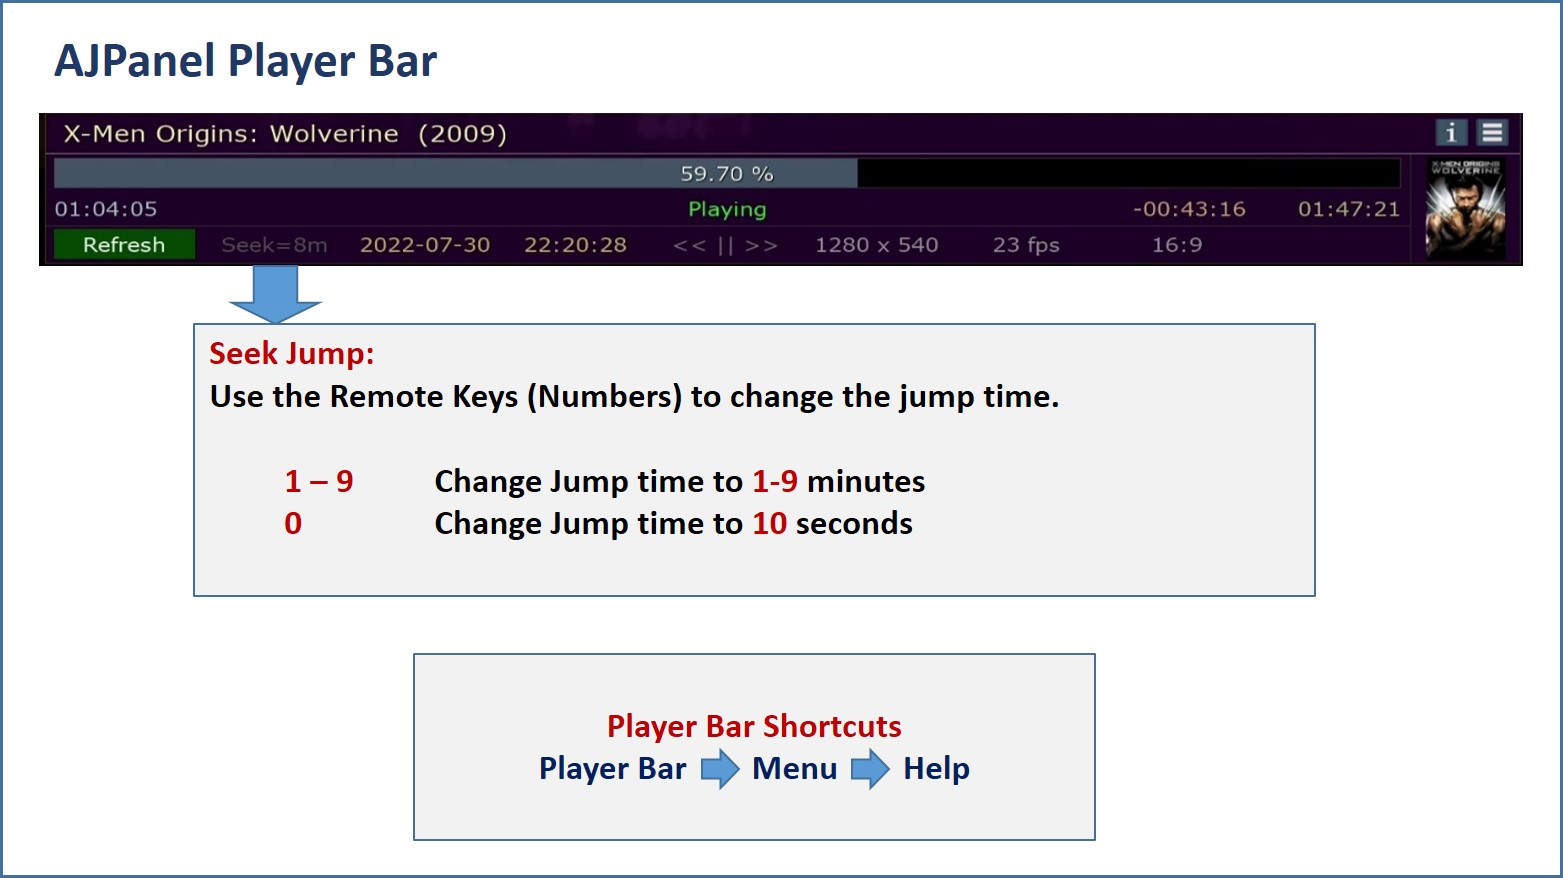 AJPanel Player Bar
X-Men Origins: Wolverine (2009)
i
59.70 %
X-MEN ORIGINS
WOLVERINE
01:04:05 Playing -00:43:16 01:47:21
Refresh Seek=8m 2022-07-30 22:20:28 << || >> 1280 x 540 23 fps 16:9
Seek Jump:
Use the Remote Keys (Numbers) to change the jump time.
1 – 9 Change Jump time to 1-9 minutes
0 Change Jump time to 10 seconds
Player Bar Shortcuts
Player Bar Menu Help